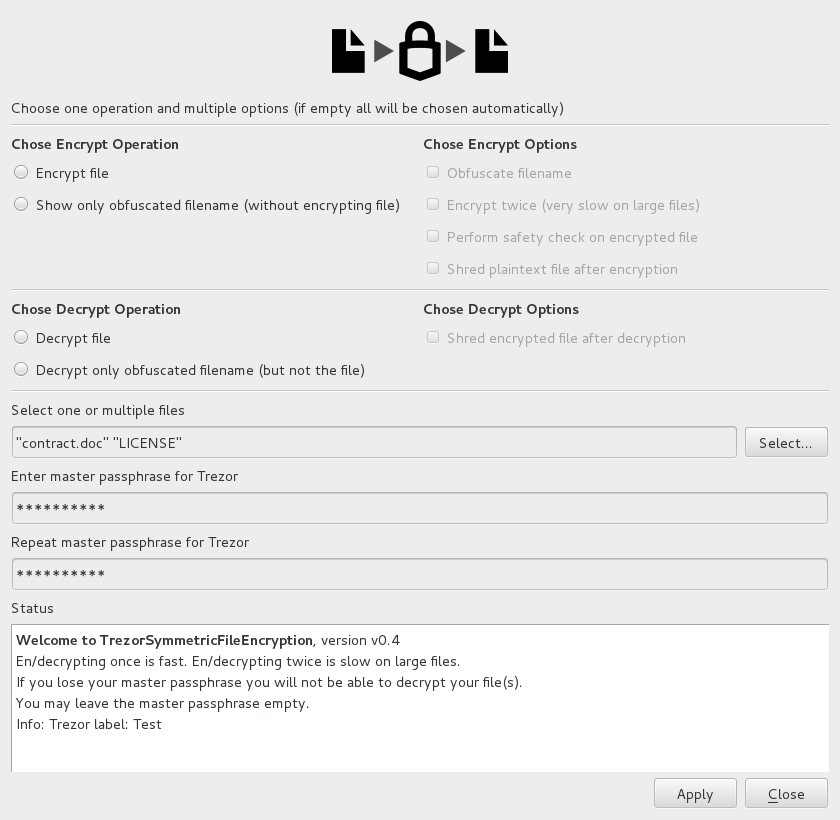 Choose one operation and multiple options (if empty all will be chosen automatically)
Chose Encrypt Operation
Encrypt file
Show only obfuscated filename (without encrypting file)
Chose Encrypt Options
Obfuscate filename
Encrypt twice (very slow on large files)
Perform safety check on encrypted file
Shred plaintext file after encryption
Chose Decrypt Operation
Decrypt file
Decrypt only obfuscated filename (but not the file)
Chose Decrypt Options
Shred encrypted file after decryption
Select one or multiple files
"contract.doc" "LICENSE"
Select...
Enter master passphrase for Trezor
**********
Repeat master passphrase for Trezor
**********
Status
Welcome to TrezorSymmetricFileEncryption, version v0.4
En/decrypting once is fast. En/decrypting twice is slow on large files.
If you lose your master passphrase you will not be able to decrypt your file(s).
You may leave the master passphrase empty.
Info: Trezor label: Test
Apply
Close